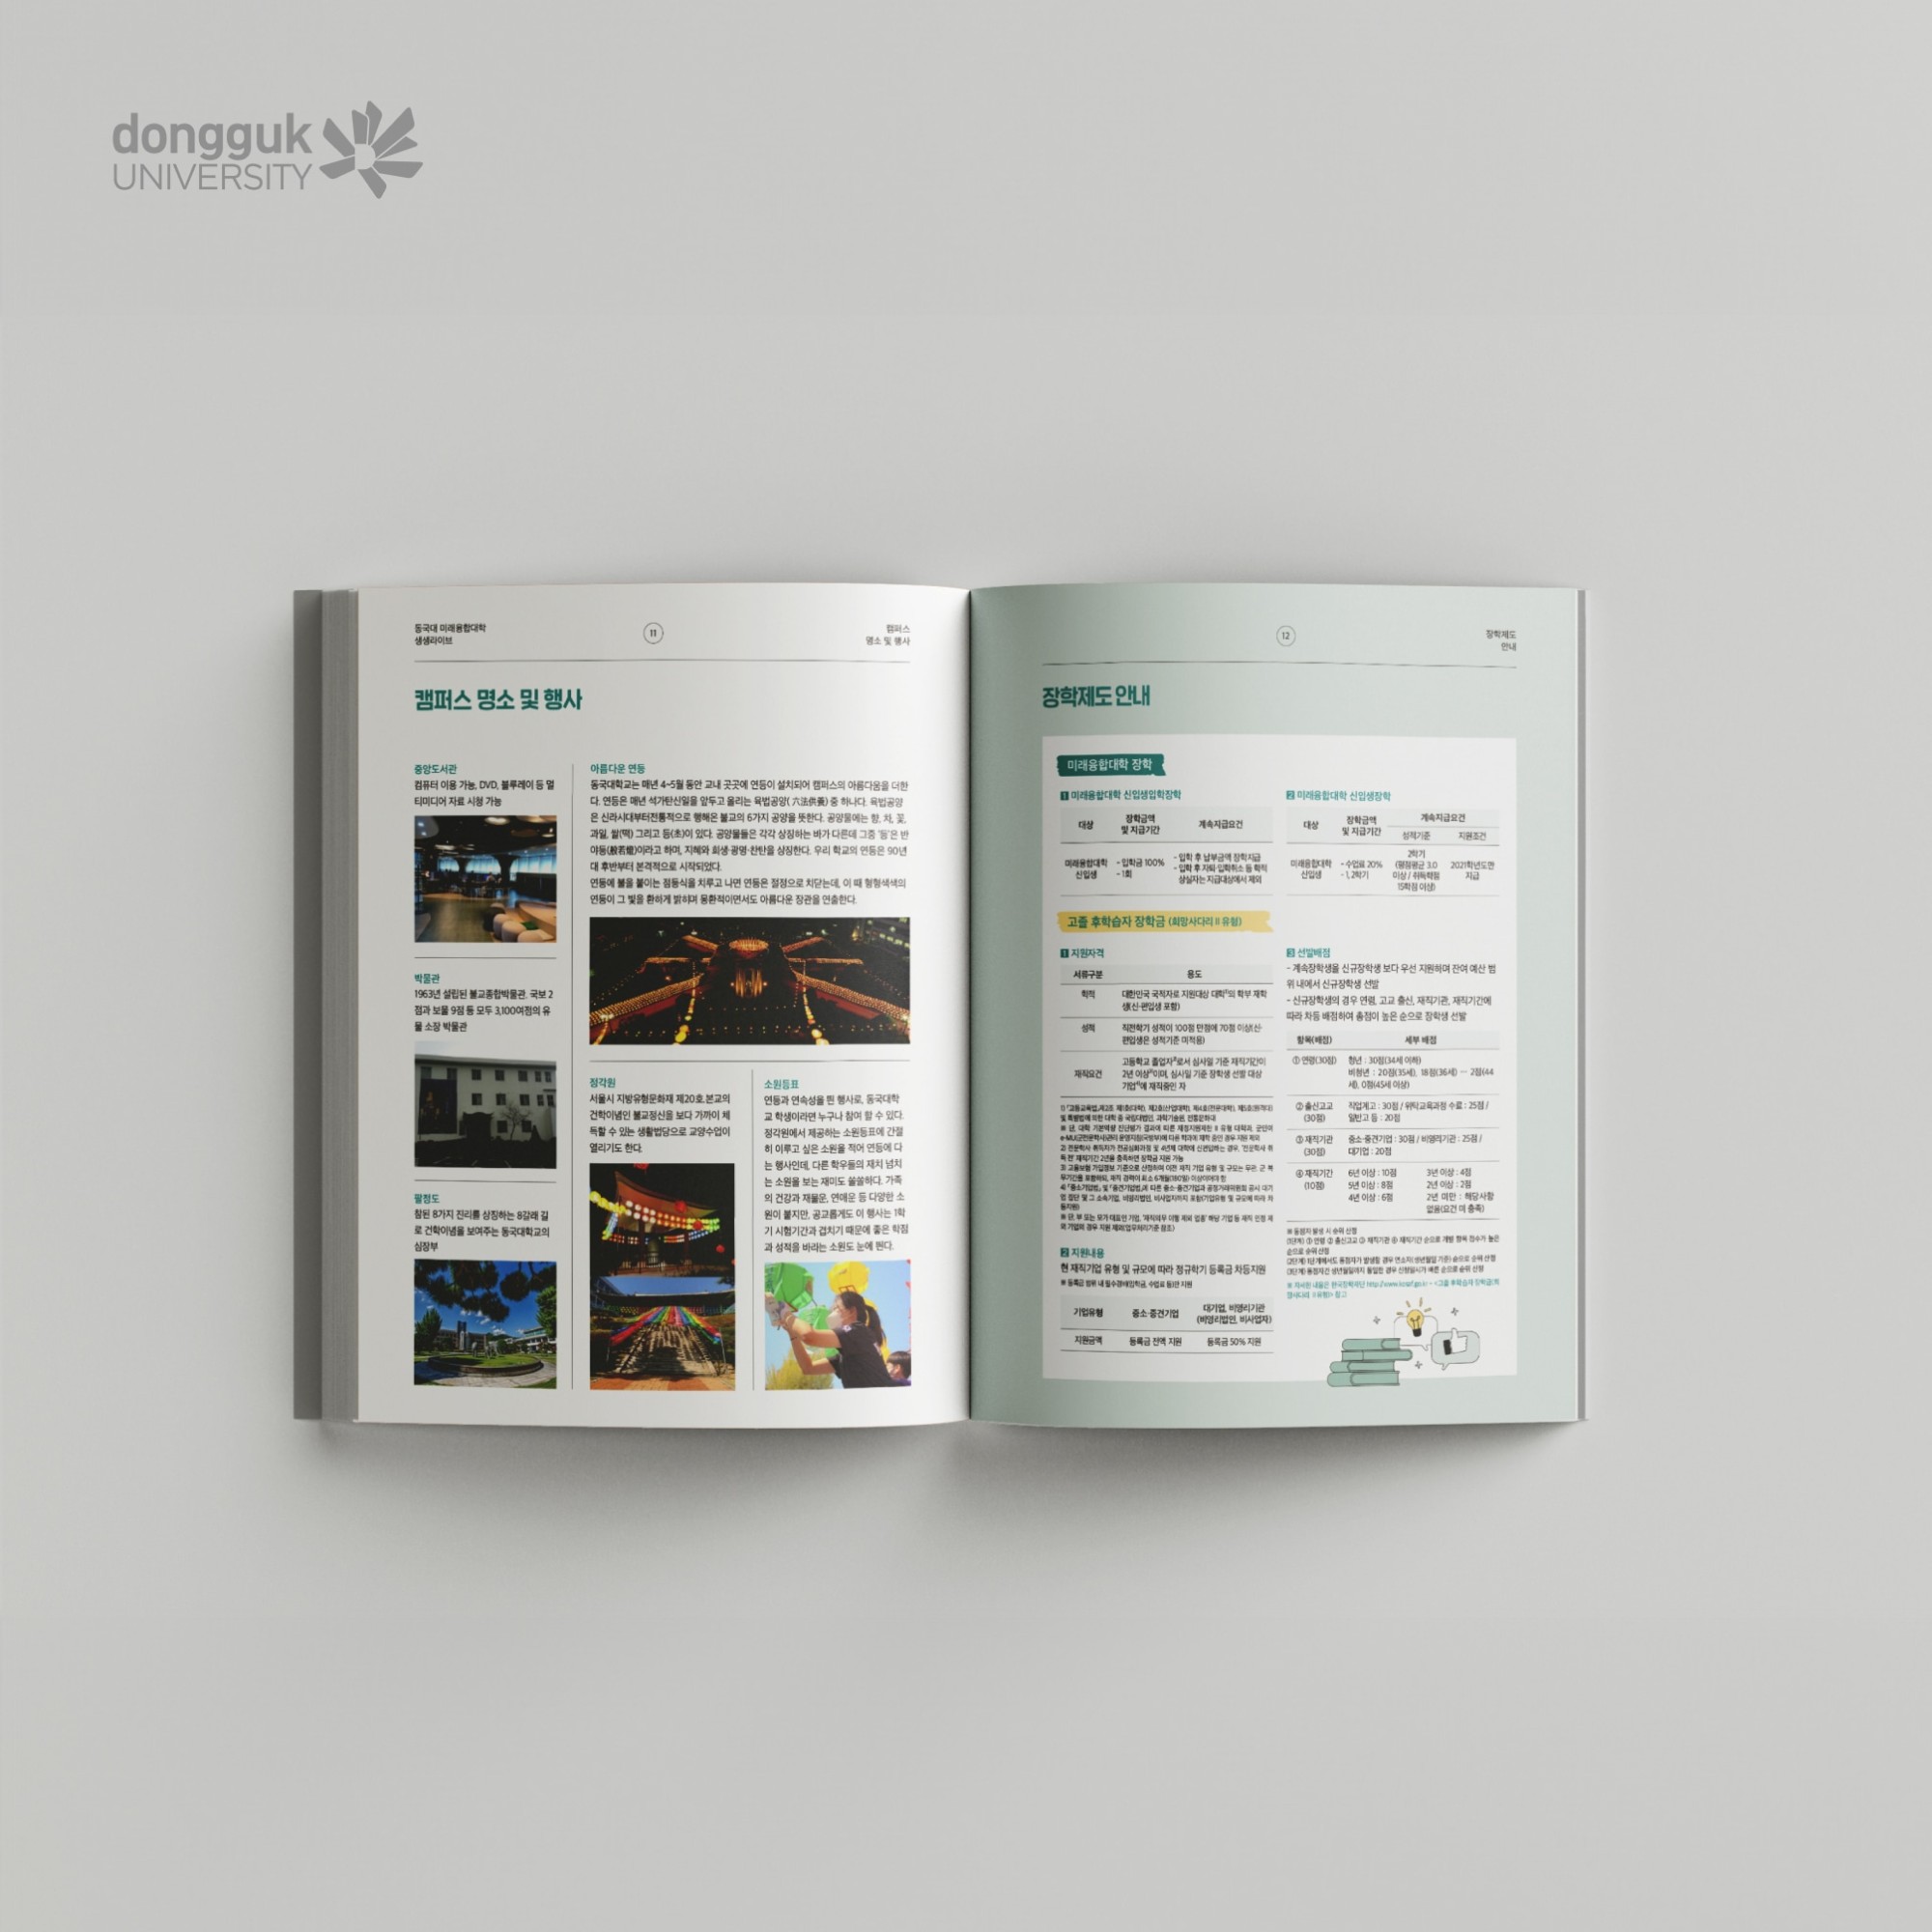 dongguk
UNIVERSITY
동국대 미래융합대학
생생라이브
11
캠퍼스
명소 및 행사
캠퍼스 명소 및 행사
중앙도서관
컴퓨터 이용 가능, DVD, 블루레이 등 멀
티미디어 자료 시청 가능
박물관
1963년 설립된 불교종합박물관. 국보 2
점과 보물 9점 등 모두 3,100여점의 유
물 소장 박물관
팔정도
참된 8가지 진리를 상징하는 8갈래 길
로 건학이념을 보여주는 동국대학교의
심장부
아름다운 연등
동국대학교는 매년 4~5월 동안 교내 곳곳에 연등이 설치되어 캠퍼스의 아름다움을 더한
다. 연등은 매년 석가탄신일을 앞두고 올리는 육법공양(六法供養) 중 하나다. 육법공양
은 신라시대부터전통적으로 행해온 불교의 6가지 공양을 뜻한다. 공양물에는 향, 차, 꽃,
과일, 쌀(떡) 그리고 등(초)이 있다. 공양물들은 각각 상징하는 바가 다른데 그중 '등'은 반
야등(般若燈)이라고 하며, 지혜와 희생·광명·찬탄을 상징한다. 우리 학교의 연등은 90년
대 후반부터 본격적으로 시작되었다.
연등에 불을 붙이는 점등식을 치루고 나면 연등은 절정으로 치닫는데, 이 때 형형색색의
연등이 그 빛을 환하게 밝히며 몽환적이면서도 아름다운 장관을 연출한다.
정각원
서울시 지방유형문화재 제20호.본교의
건학이념인 불교정신을 보다 가까이 체
득할 수 있는 생활법당으로 교양수업이
열리기도 한다.
소원등표
연등과 연속성을 띈 행사로, 동국대학
교 학생이라면 누구나 참여 할 수 있다.
정각원에서 제공하는 소원등표에 간절
히 이루고 싶은 소원을 적어 연등에 다
는 행사인데, 다른 학우들의 재치 넘치
는 소원을 보는 재미도 쏠쏠하다. 가족
의 건강과 재물운, 연애운 등 다양한 소
원이 붙지만, 공교롭게도 이 행사는 1학
기 시험기간과 겹치기 때문에 좋은 학점
과 성적을 바라는 소원도 눈에 띈다.
12
장학제도
안내
장학제도 안내
미래융합대학 장학
1 미래융합대학 신입생입학장학
대상 장학금액 및 지급기간 계속지급요건
미래융합대학 신입생 - 입학금 100% - 1회
- 입학 후 납부금액 장학지급
- 입학 후 자퇴·입학취소 등 학적
상실자는 지급대상에서 제외
2 미래융합대학 신입생장학
대상 장학금액 및 지급기간 계속지급요건
성적기준 지원조건
미래융합대학 신입생 - 수업료 20% - 1, 2학기
2학기
(평점평균 3.0
이상 / 취득학점
15학점 이상)
2021학년도만
지급
고졸 후학습자 장학금 (희망사다리 II 유형)
1 지원자격
서류구분 용도
학적 대한민국 국적자로 지원대상 대학1)의 학부 재학
생(신·편입생 포함)
성적 직전학기 성적이 100점 만점에 70점 이상(신·
편입생은 성적기준 미적용)
재직요건 고등학교 졸업자2)로서 심사일 기준 재직기간이
2년 이상3)이며, 심사일 기준 장학생 선발 대상
기업4)에 재직중인 자
2 지원내용
현 재직기업 유형 및 규모에 따라 정규학기 등록금 차등지원
※ 등록금 범위 내 필수경비(입학금, 수업료 등)만 지원
기업유형 중소·중견기업 대기업, 비영리기관
(비영리법인, 비사업자)
지원금액 등록금 전액 지원 등록금 50% 지원
3 선발배점
- 계속장학생을 신규장학생 보다 우선 지원하며 잔여 예산 범
위 내에서 신규장학생 선발
- 신규장학생의 경우 연령, 고교 출신, 재직기관, 재직기간에
따라 차등 배점하여 총점이 높은 순으로 장학생 선발
항목(배점) 세부 배점
① 연령(30점) 청년 : 30점(34세 이하)
비청년 : 20점(35세), 18점(36세) ··· 2점(44
세), 0점(45세 이상)
② 출신고교 (30점) 직업계고 : 30점 / 위탁교육과정 수료 : 25점 /
일반고 등 : 20점
③ 재직기관 (30점) 중소·중견기업 : 30점 / 비영리기관 : 25점 /
대기업 : 20점
④ 재직기간 (10점) 6년 이상 : 10점 3년 이상 : 4점
5년 이상 : 8점 2년 이상 : 2점
4년 이상 : 6점 2년 미만 : 해당사항
없음(요건 미 충족)
※ 동점자 발생 시 순위 산정